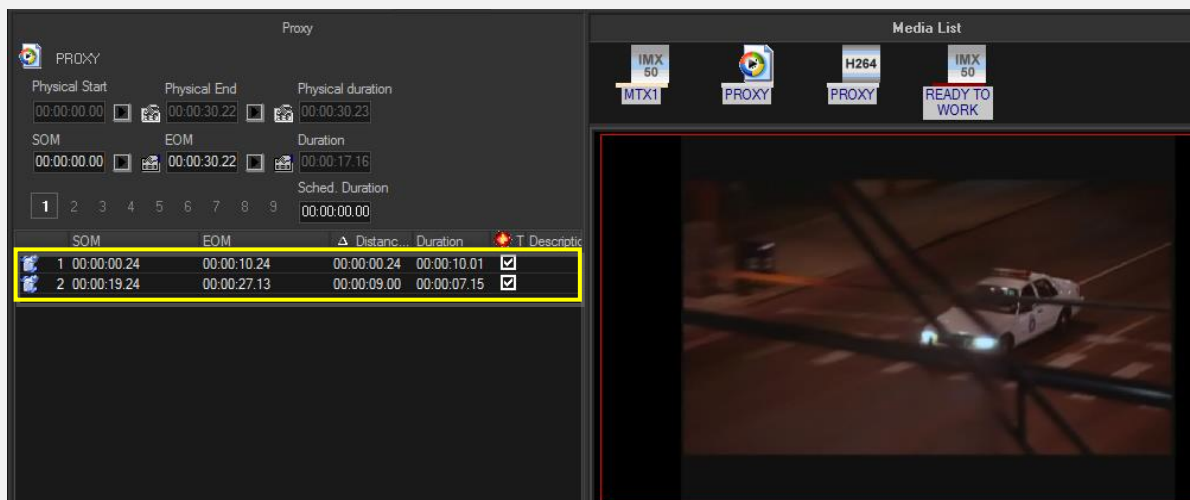 Proxy
PROXY
Physical Start Physical End Physical duration
00:00:00.00 00:00:30.22 00:00:30.23
SOM EOM Duration
00:00:00.00 00:00:30.22 00:00:17.16
Sched. Duration
1 2 3 4 5 6 7 8 9 00:00:00.00
SOM EOM Δ Distanc... Duration T Descriptio
1 00:00:00.24 00:00:10.24 00:00:00.24 00:00:10.01
2 00:00:19.24 00:00:27.13 00:00:09.00 00:00:07.15
Media List
IMX
50
MTX1
PROXY
H264
PROXY
IMX
50
READY TO
WORK